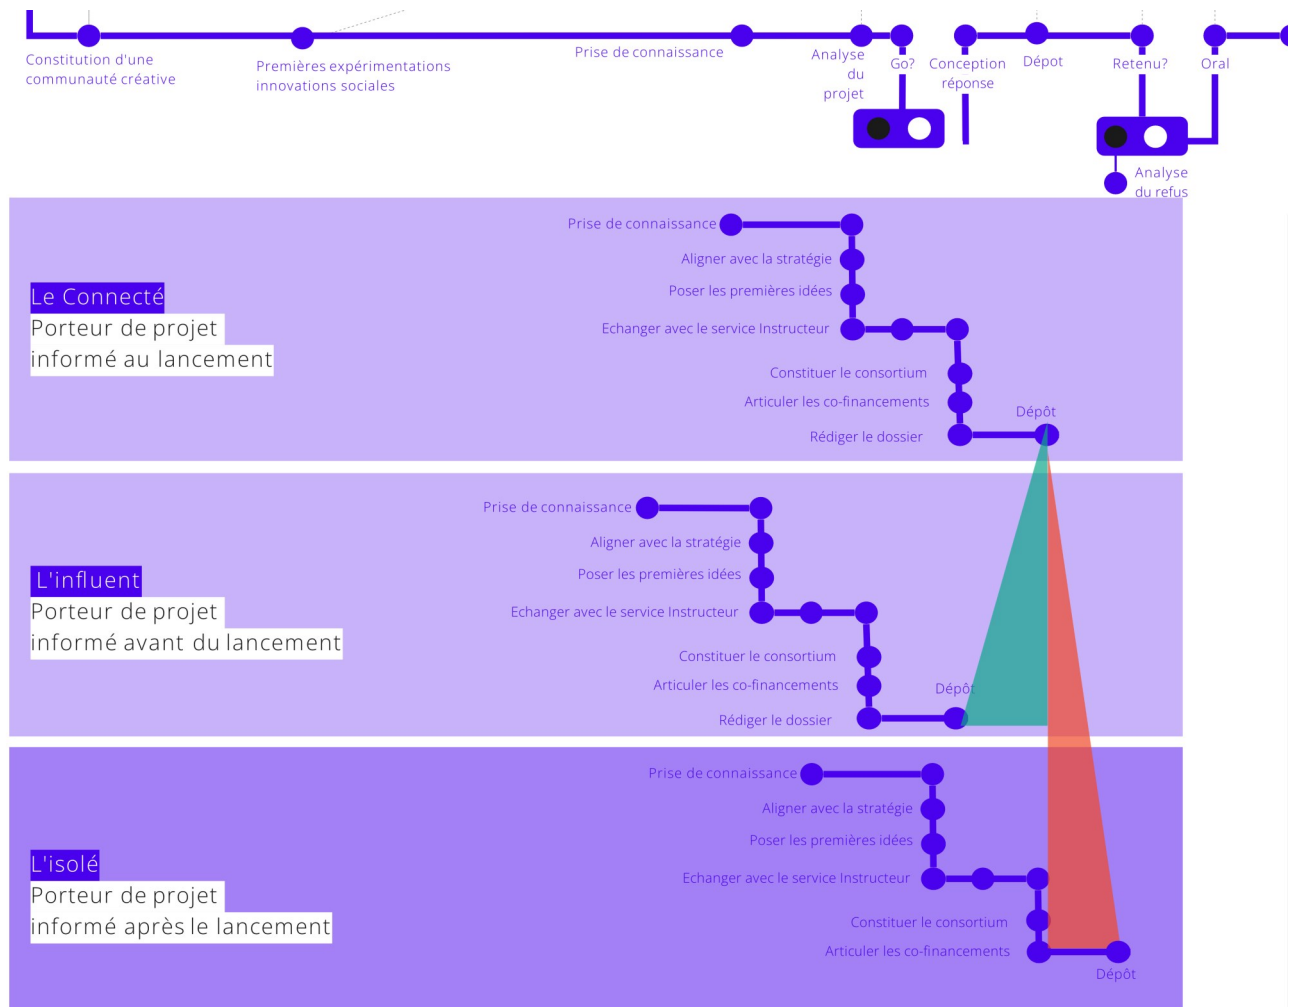 Constitution d'une
communauté créative
Premières expérimentations
innovations sociales
Prise de connaissance
Analyse
du
projet
Go?
Conception
réponse
Dépot
Retenu?
Oral
Analyse
du refus
Le Connecté
Porteur de projet
informé au lancement
Prise de connaissance
Aligner avec la stratégie
Poser les premières idées
Echanger avec le service Instructeur
Constituer le consortium
Articuler les co-financements
Rédiger le dossier
Dépôt
L'influent
Porteur de projet
informé avant du lancement
Prise de connaissance
Aligner avec la stratégie
Poser les premières idées
Echanger avec le service Instructeur
Constituer le consortium
Articuler les co-financements
Rédiger le dossier
Dépôt
L'isolé
Porteur de projet
informé après le lancement
Prise de connaissance
Aligner avec la stratégie
Poser les premières idées
Echanger avec le service Instructeur
Constituer le consortium
Articuler les co-financements
Dépôt